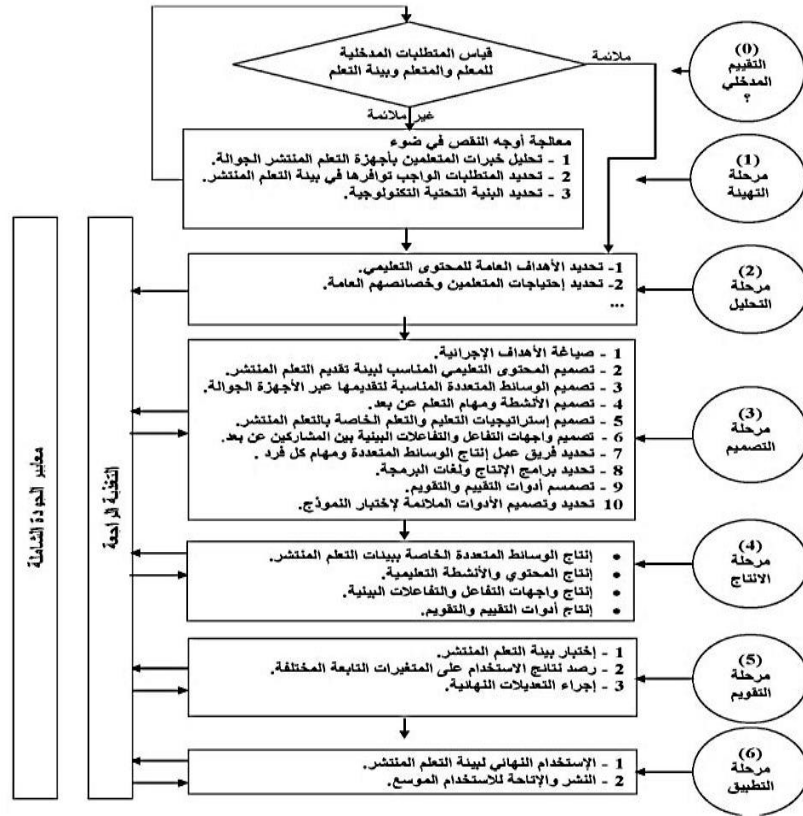 قياس المتطلبات المدخلية
للمعلم والمتعلم وبيئة التعلم
ملائمة
غير ملائمة
(0)
التقييم
المدخلي
؟
معالجة أوجه النقص في ضوء
1 - تحليل خبرات المتعلمين بأجهزة التعلم المنتشر الجوالة.
2 - تحديد المتطلبات الواجب توافرها في بيئة التعلم المنتشر.
3 - تحديد البنية التحتية التكنولوجية.
(1)
مرحلة
التهيئة
1- تحديد الأهداف العامة للمحتوى التعليمي.
2- تحديد إحتياجات المتعلمين وخصائصهم العامة.
...
(2)
مرحلة
التحليل
1 - صياغة الأهداف الإجرائية.
2 - تصميم المحتوى التعليمي المناسب لبيئة تقديم التعلم المنتشر.
3 - تصميم الوسائط المتعددة المناسبة لتقديمها عبر الأجهزة الجوالة.
4 - تصميم الأنشطة ومهام التعلم عن بعد.
5 - تصميم إستراتيجيات التعليم والتعلم الخاصة بالتعلم المنتشر.
6 - تصميم واجهات التفاعل والتفاعلات البينية بين المشاركين عن بعد.
7 - تحديد فريق عمل إنتاج الوسائط المتعددة ومهام كل فرد .
8 - تحديد برامج الإنتاج ولغات البرمجة.
9 - تصمسم أدوات التقييم والتقويم.
10 تحديد وتصميم الأدوات الملائمة لإختبار النموذج.
(3)
مرحلة
التصميم
• إنتاج الوسائط المتعددة الخاصة ببيئات التعلم المنتشر.
• إنتاج المحتوي والأنشطة التعليمية.
• إنتاج واجهات التفاعل والتفاعلات البينية.
• إنتاج أدوات التقييم والتقويم.
(4)
مرحلة
الانتاج
1 - إختبار بيئة التعلم المنتشر.
2 - رصد نتائج الاستخدام على المتغيرات التابعة المختلفة.
3 - إجراء التعديلات النهائية.
(5)
مرحلة
التقويم
1 - الإستخدام النهائي لبيئة التعلم المنتشر.
2 - النشر والإتاحة للاستخدام الموسع.
(6)
مرحلة
التطبيق
التغذية الراجعة
معايير الجودة الشاملة